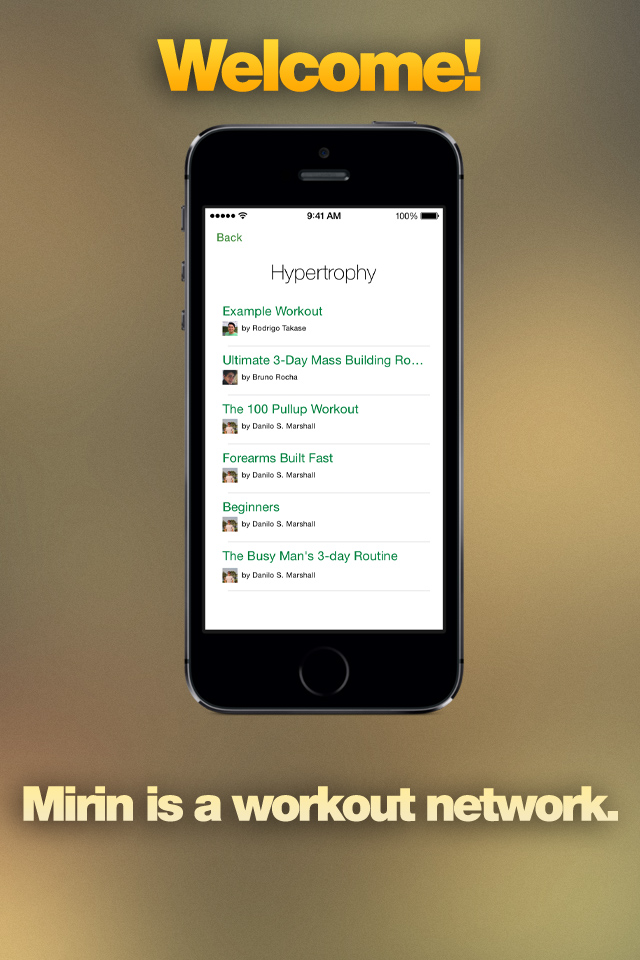 Welcome!
9:41 AM 100%
Back
Hypertrophy
Example Workout
by Rodrigo Takase
Ultimate 3-Day Mass Building Ro...
by Bruno Rocha
The 100 Pullup Workout
by Danilo S. Marshall
Forearms Built Fast
by Danilo S. Marshall
Beginners
by Danilo S. Marshall
The Busy Man's 3-day Routine
by Danilo S. Marshall
Mirin is a workout network.